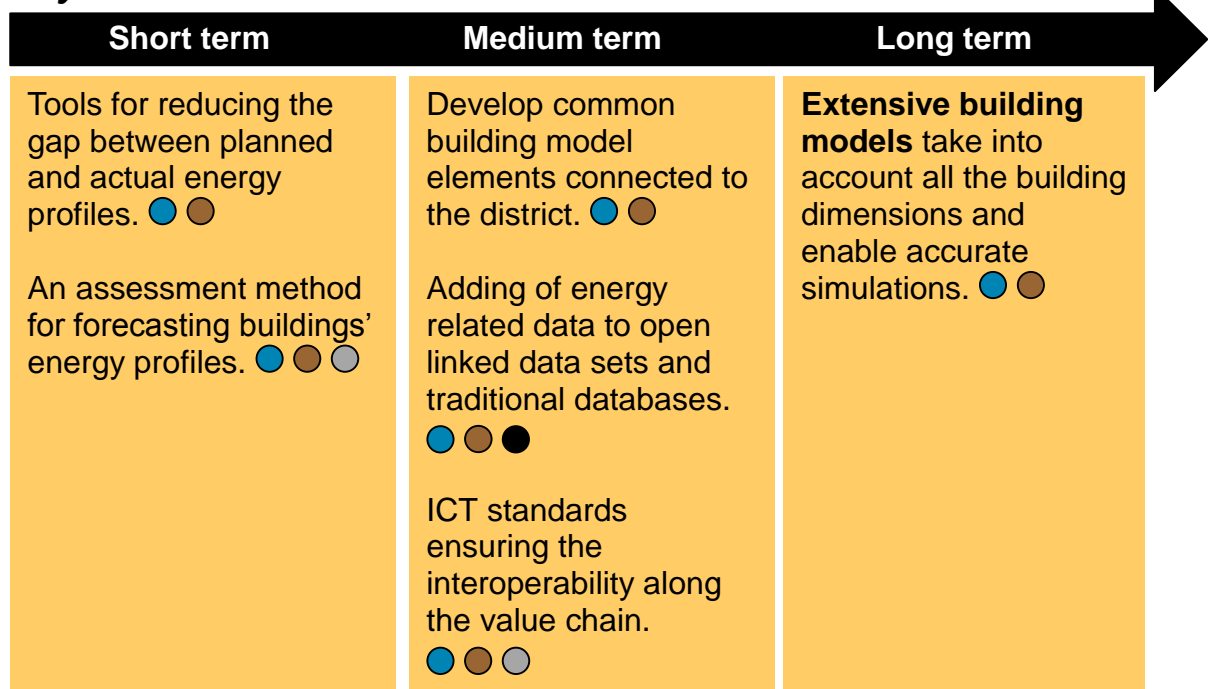 Short term
Medium term
Long term
Tools for reducing the
gap between planned
and actual energy
profiles.
An assessment method
for forecasting buildings’
energy profiles.
Develop common
building model
elements connected to
the district.
Adding of energy
related data to open
linked data sets and
traditional databases.
ICT standards
ensuring the
interoperability along
the value chain.
Extensive building
models take into
account all the building
dimensions and
enable accurate
simulations.